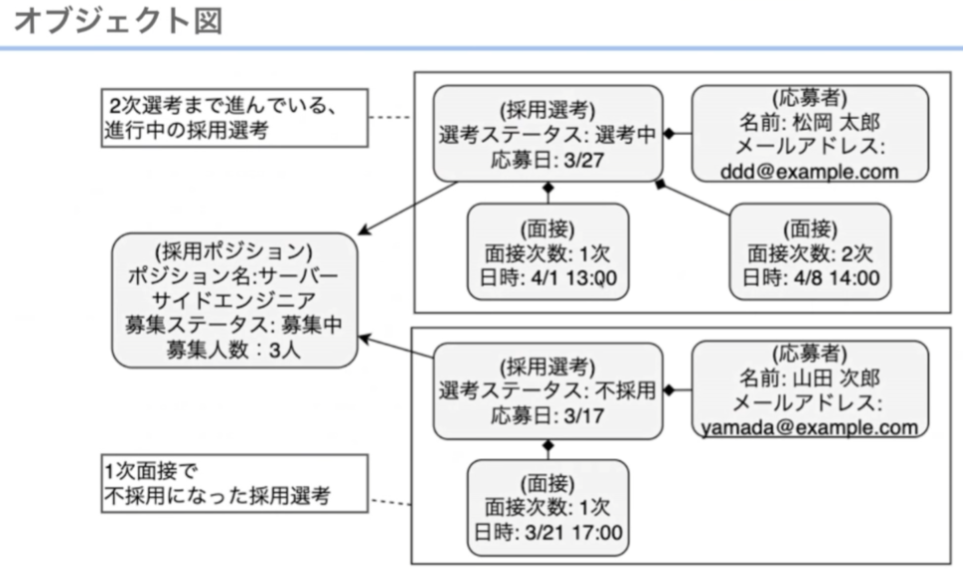 オブジェクト図
2次選考まで進んでいる、
進行中の採用選考
(採用選考)
選考ステータス: 選考中
応募日: 3/27
(応募者)
名前: 松岡 太郎
メールアドレス:
ddd@example.com
(面接)
面接次数: 1次
日時: 4/1 13:00
(面接)
面接次数: 2次
日時: 4/8 14:00
(採用ポジション)
ポジション名:サーバー
サイドエンジニア
募集ステータス: 募集中
募集人数：3人
(採用選考)
選考ステータス: 不採用
応募日: 3/17
(応募者)
名前: 山田 次郎
メールアドレス:
yamada@example.com
1次面接で
不採用になった採用選考
(面接)
面接次数: 1次
日時: 3/21 17:00